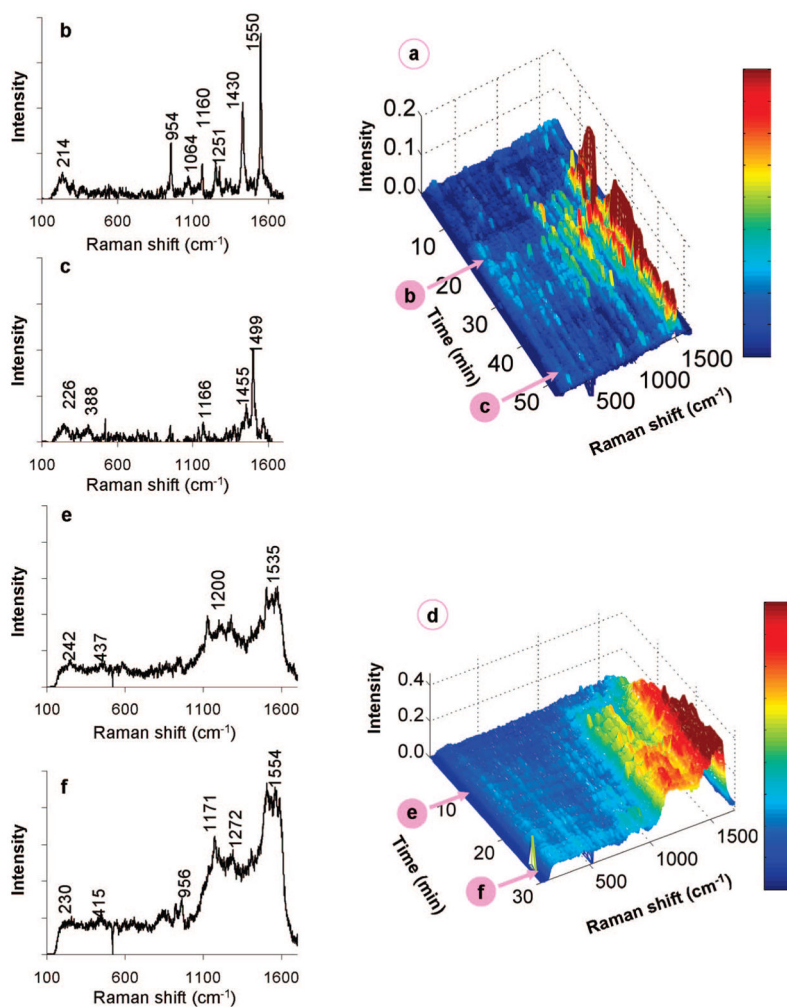 b
Intensity
214
954
1064
1160
1251
1430
1550
100 600 1100 1600
Raman shift (cm-1)
c
Intensity
226
388
1166
1455
1499
100 600 1100 1600
Raman shift (cm-1)
e
Intensity
242
437
1200
1535
100 600 1100 1600
Raman shift (cm-1)
f
Intensity
230
415
956
1171
1272
1554
100 600 1100 1600
Raman shift (cm-1)
a
Intensity
0.2
0.1
0.0
10
20
30
40
50
Time (min)
500
1000
1500
Raman shift (cm-1)
b
c
d
Intensity
0.4
0.2
0.0
10
20
30
Time (min)
500
1000
1500
Raman shift (cm-1)
e
f